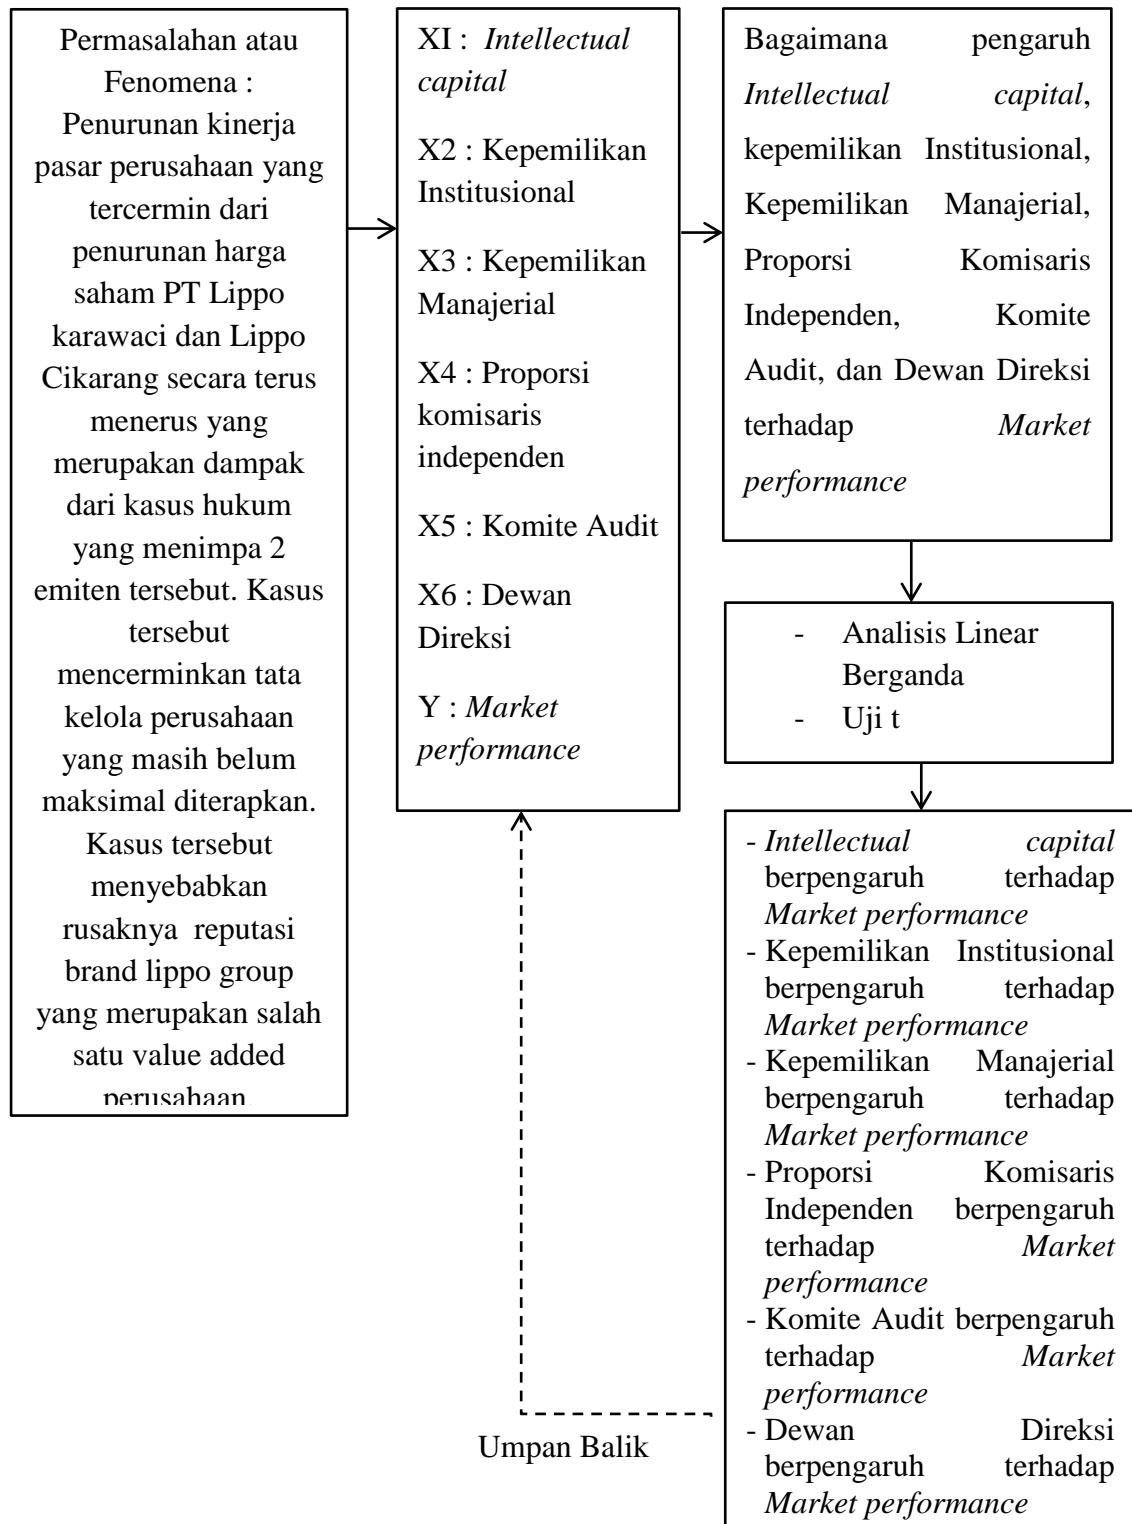 Permasalahan atau
Fenomena :
Penurunan kinerja
pasar perusahaan yang
tercermin dari
penurunan harga
saham PT Lippo
karawaci dan Lippo
Cikarang secara terus
menerus yang
merupakan dampak
dari kasus hukum
yang menimpa 2
emiten tersebut. Kasus
tersebut
mencerminkan tata
kelola perusahaan
yang masih belum
maksimal diterapkan.
Kasus tersebut
menyebabkan
rusaknya reputasi
brand lippo group
yang merupakan salah
satu value added
perusahaan.
XI : Intellectual
capital
X2 : Kepemilikan
Institusional
X3 : Kepemilikan
Manajerial
X4 : Proporsi
komisaris
independen
X5 : Komite Audit
X6 : Dewan
Direksi
Y : Market
performance
Bagaimana pengaruh
Intellectual capital,
kepemilikan Institusional,
Kepemilikan Manajerial,
Proporsi Komisaris
Independen, Komite
Audit, dan Dewan Direksi
terhadap Market
performance
- Analisis Linear
Berganda
- Uji t
- Intellectual capital
berpengaruh terhadap
Market performance
- Kepemilikan Institusional
berpengaruh terhadap
Market performance
- Kepemilikan Manajerial
berpengaruh terhadap
Market performance
- Proporsi Komisaris
Independen berpengaruh
terhadap Market
performance
- Komite Audit berpengaruh
terhadap Market
performance
- Dewan Direksi
berpengaruh terhadap
Market performance
Umpan Balik